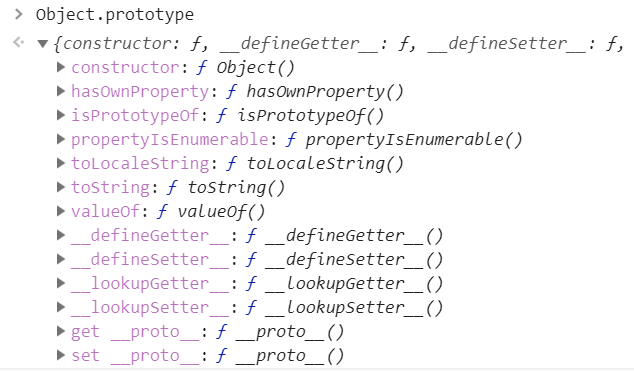 > Object.prototype
<· ▼{constructor: ƒ, __defineGetter__: ƒ, __defineSetter__: ƒ,
▶constructor: ƒ Object()
▶hasOwnProperty: ƒ hasOwnProperty()
▶isPrototypeOf: ƒ isPrototypeOf()
▶propertyIsEnumerable: ƒ propertyIsEnumerable()
▶toLocaleString: ƒ toLocaleString()
▶toString: ƒ toString()
▶valueOf: ƒ valueOf()
▶__defineGetter__: ƒ __defineGetter__()
▶__defineSetter__: ƒ __defineSetter__()
▶__lookupGetter__: ƒ __lookupGetter__()
▶__lookupSetter__: ƒ __lookupSetter__()
▶get __proto__: ƒ __proto__()
▶set __proto__: ƒ __proto__()